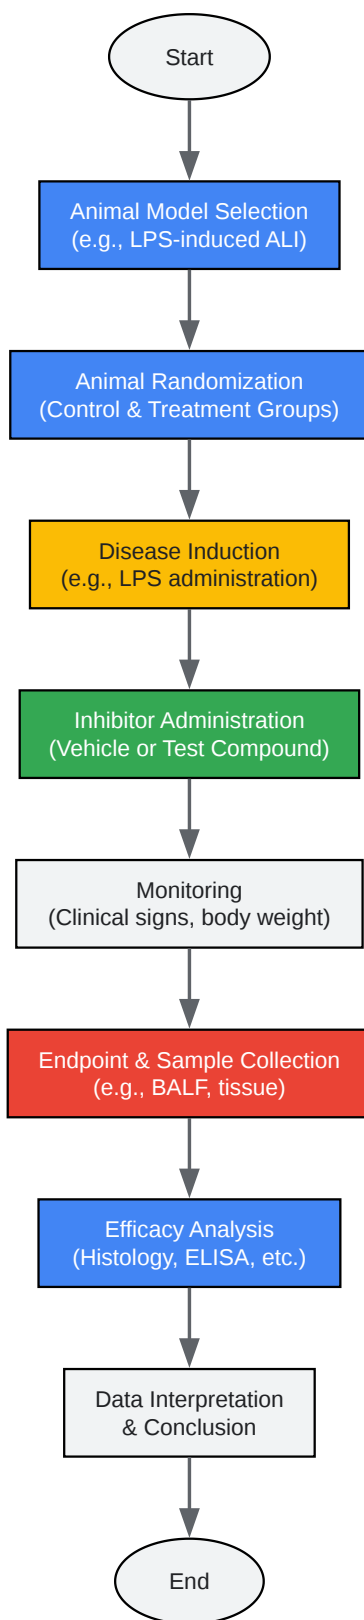 Start
Animal Model Selection
(e.g., LPS-induced ALI)
Animal Randomization
(Control & Treatment Groups)
Disease Induction
(e.g., LPS administration)
Inhibitor Administration
(Vehicle or Test Compound)
Monitoring
(Clinical signs, body weight)
Endpoint & Sample Collection
(e.g., BALF, tissue)
Efficacy Analysis
(Histology, ELISA, etc.)
Data Interpretation
& Conclusion
End